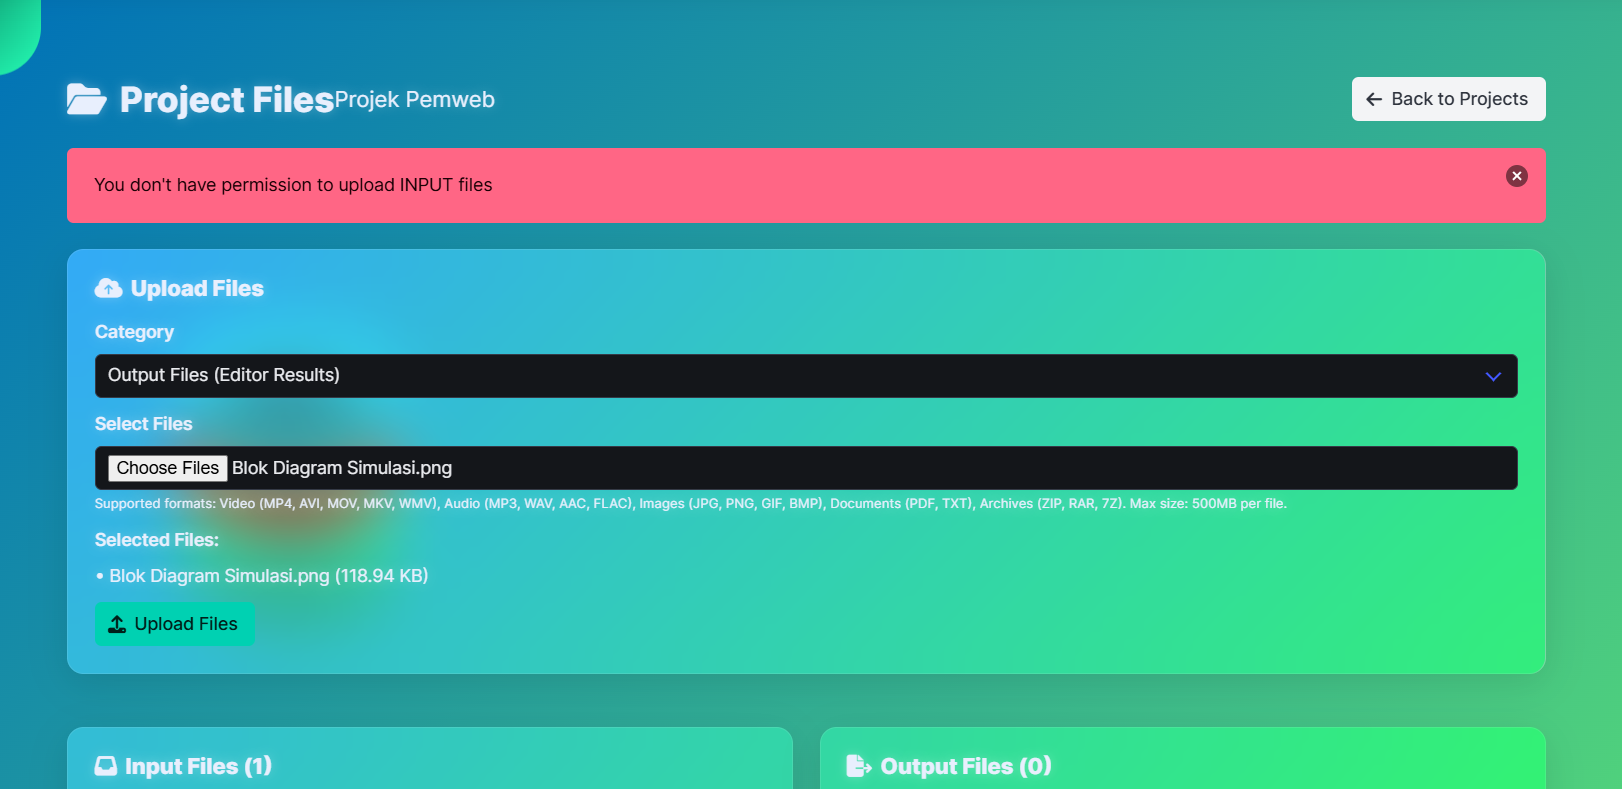 Project Files Projek Pemweb
Back to Projects
You don't have permission to upload INPUT files
Upload Files
Category
Output Files (Editor Results)
Select Files
Choose Files Blok Diagram Simulasi.png
Supported formats: Video (MP4, AVI, MOV, MKV, WMV), Audio (MP3, WAV, AAC, FLAC), Images (JPG, PNG, GIF, BMP), Documents (PDF, TXT), Archives (ZIP, RAR, 7Z). Max size: 500MB per file.
Selected Files:
• Blok Diagram Simulasi.png (118.94 KB)
Upload Files
Input Files (1)
Output Files (0)